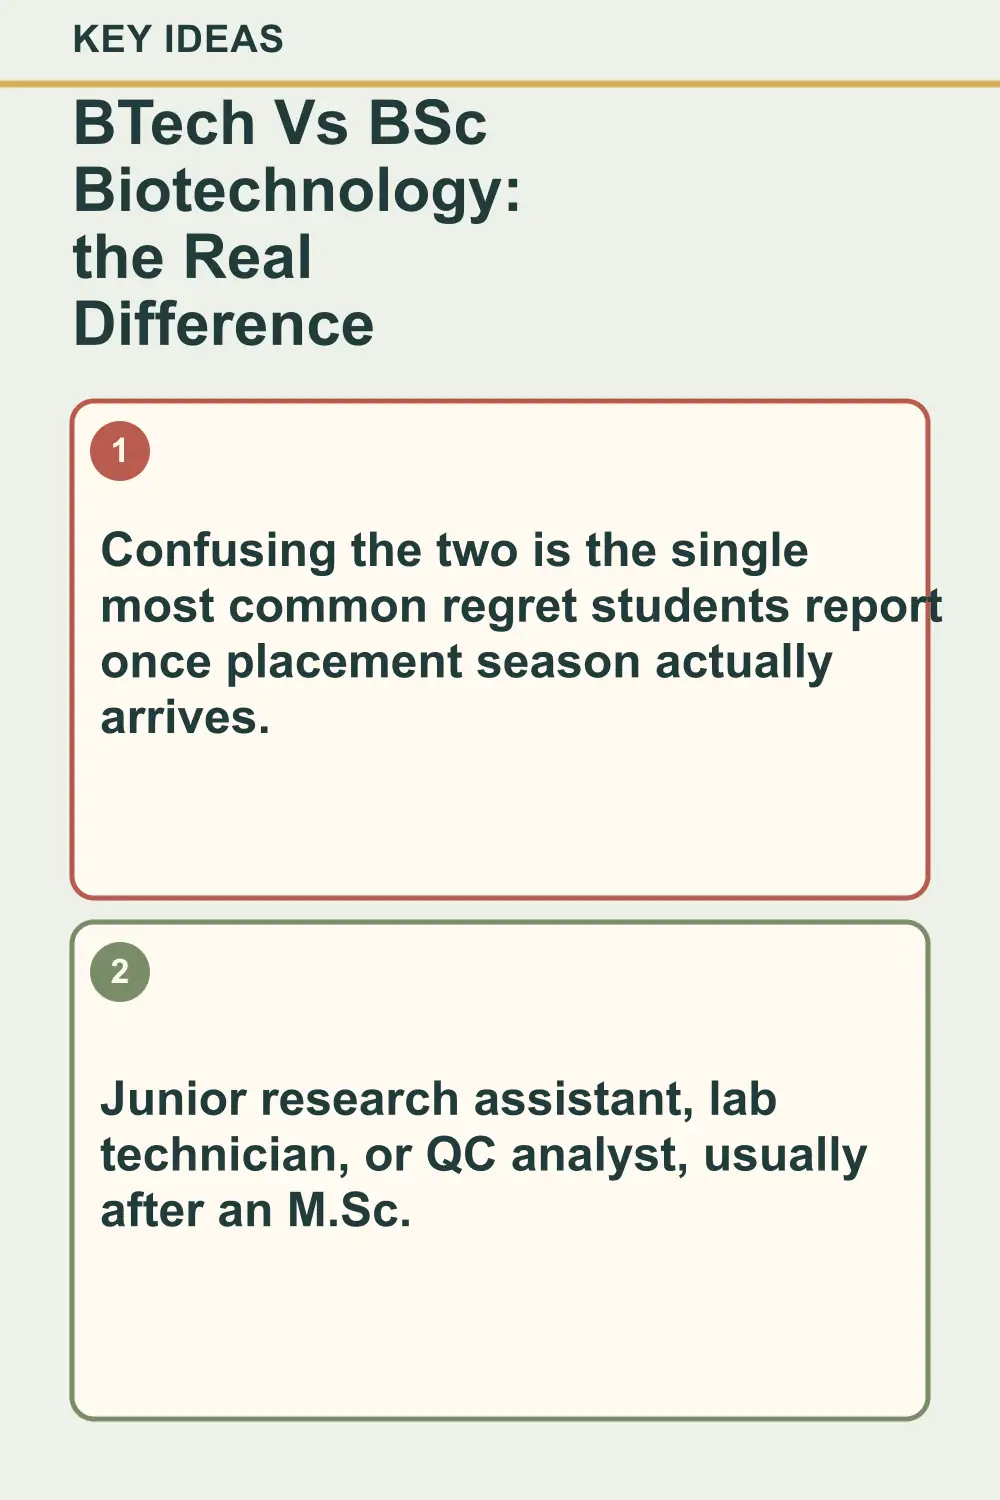 KEY IDEAS
BTech Vs BSc
Biotechnology:
the Real
Difference
1
Confusing the two is the single
most common regret students report
once placement season actually
arrives.
2
Junior research assistant, lab
technician, or QC analyst, usually
after an M.Sc.